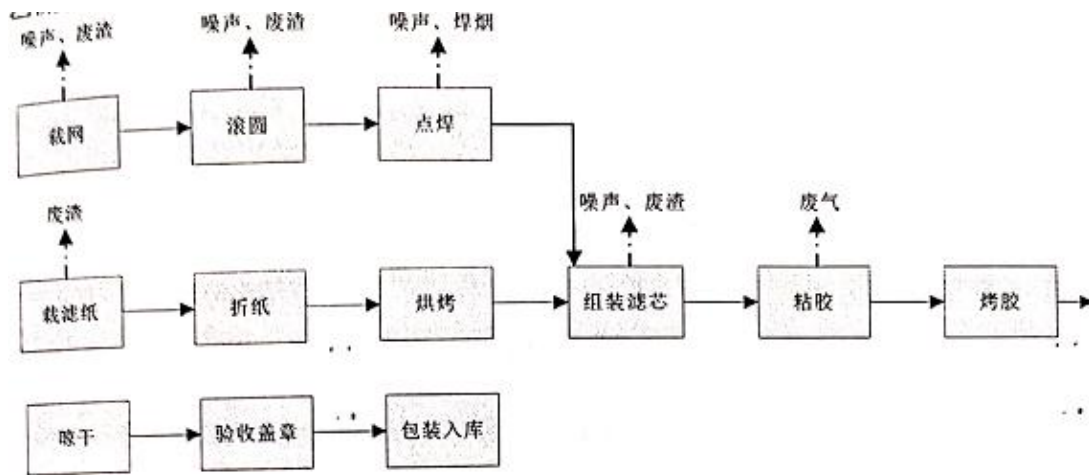 噪声、废渣
噪声、废渣
噪声、焊烟
载网
滚圆
点焊
废渣
噪声、废渣
废气
载滤纸
折纸
烘烤
组装滤芯
粘胶
烤胶
晾干
验收盖章
包装入库